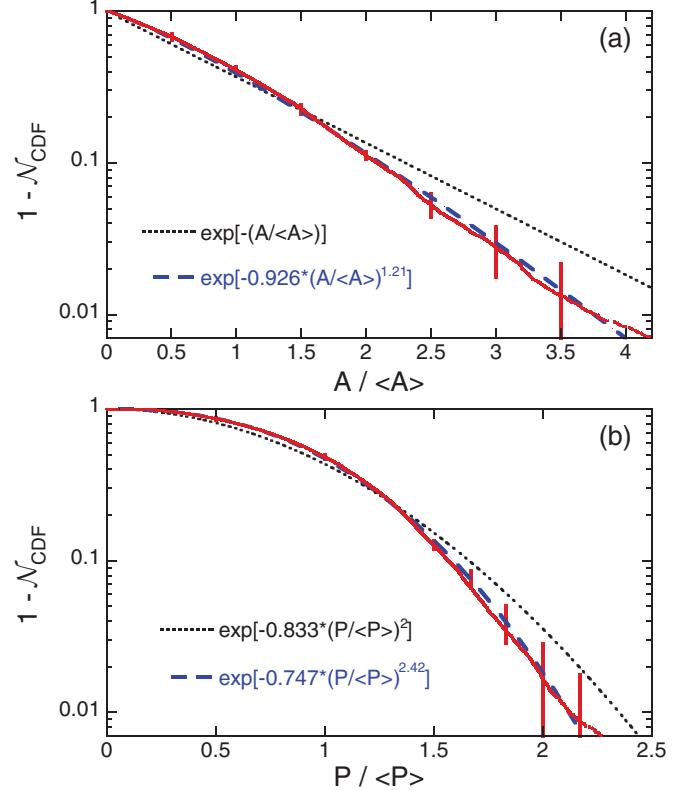 (a)
1
0.1
0.01
1 - 𝒩CDF
exp[-(A/<A>)]
exp[-0.926*(A/<A>)^1.21]
0.5 1 1.5 2 2.5 3 3.5 4
A / <A>
(b)
1
0.1
0.01
1 - 𝒩CDF
exp[-0.833*(P/<P>)^2]
exp[-0.747*(P/<P>)^2.42]
0 0.5 1 1.5 2 2.5
P / <P>